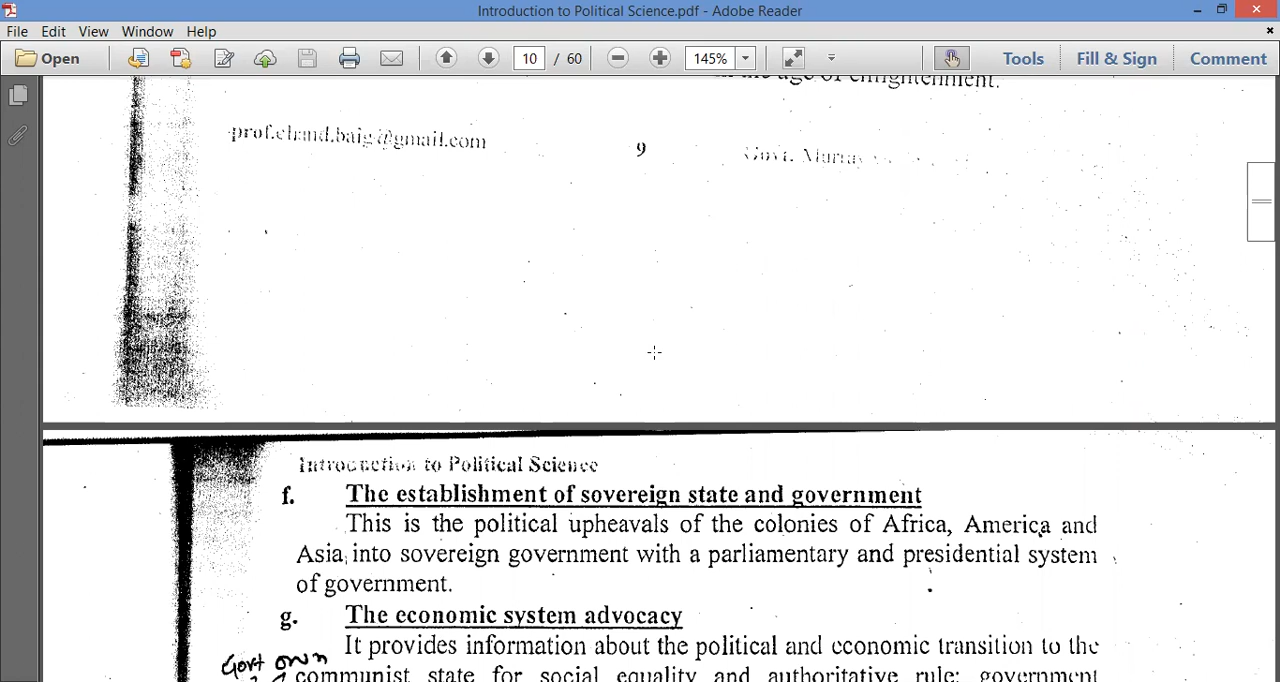 Introduction to Political Science.pdf - Adobe Reader
File Edit View Window Help
Open 10 / 60 145% Tools Fill & Sign Comment
in the age of enlightenment.
prof.chand.baig@gmail.com 9 Govt. Murray
Introduction to Political Science
f. The establishment of sovereign state and government
This is the political upheavals of the colonies of Africa, America and
Asia into sovereign government with a parliamentary and presidential system
of government.
g. The economic system advocacy
It provides information about the political and economic transition to the
Govt own
communist state for social equality and authoritative rule; government